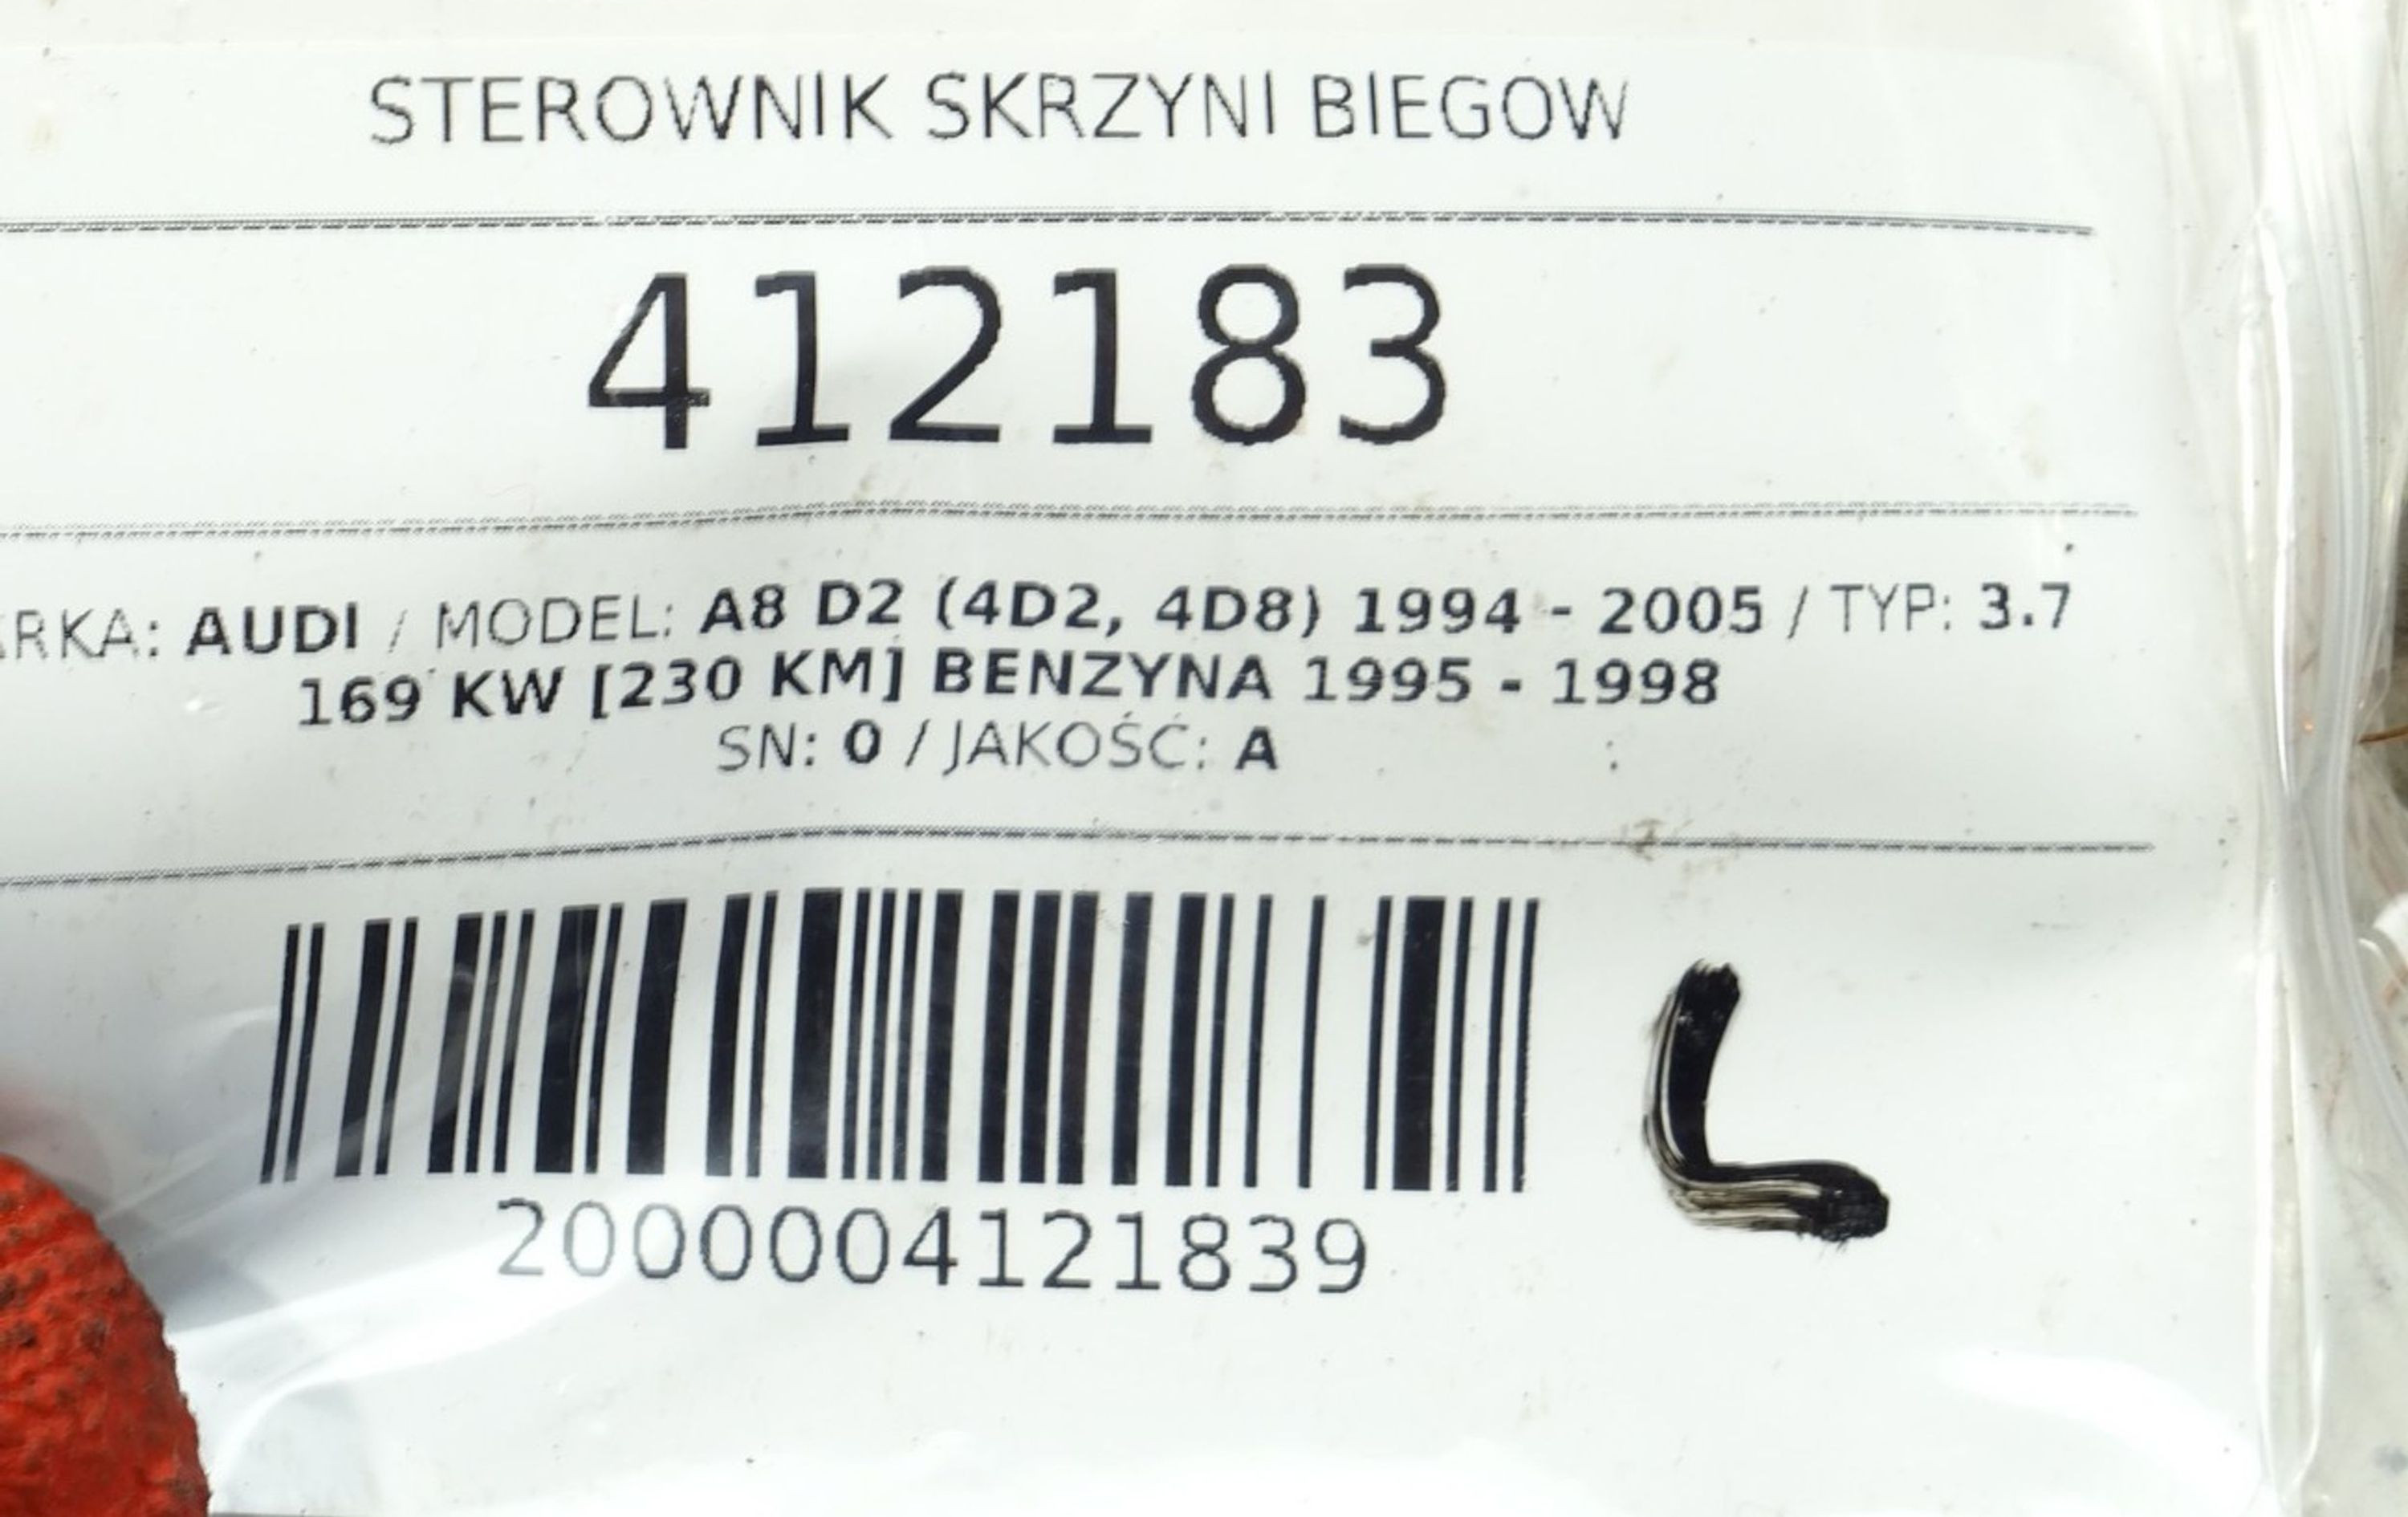 STEROWNIK SKRZYNI BIEGOW
412183
ARKA: AUDI / MODEL: A8 D2 (4D2, 4D8) 1994 - 2005 / TYP: 3.7
169 KW [230 KM] BENZYNA 1995 - 1998
SN: 0 / JAKOŚĆ: A
2000004121839
L